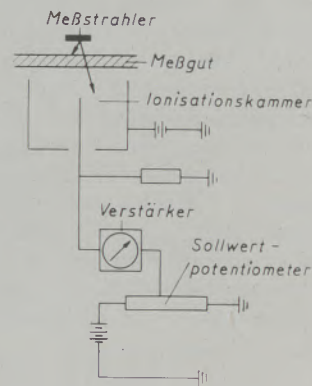 Meßstrahler
Meßgut
Ionisationskammer
Verstärker
Sollwert-
potentiometer